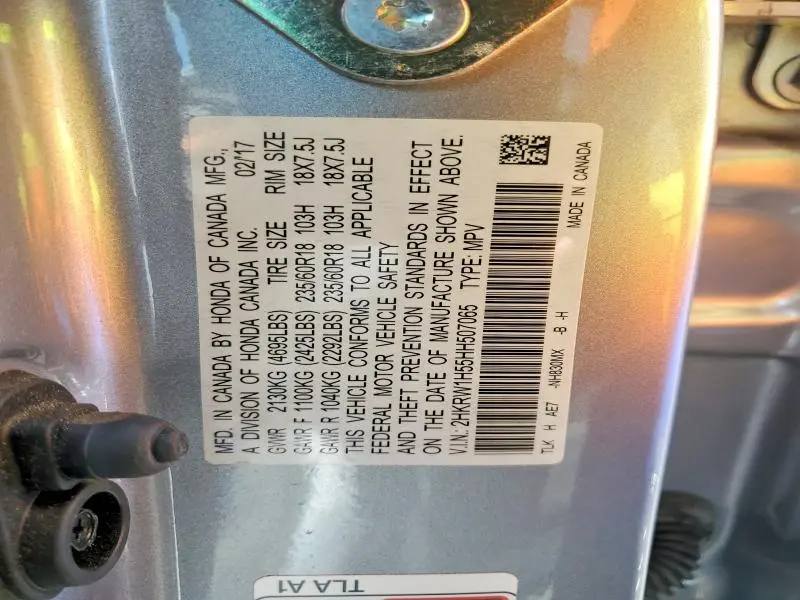 MFD. IN CANADA BY HONDA OF CANADA MFG.,
A DIVISION OF HONDA CANADA INC. 02/17
GVWR 2130KG (4695LBS) TIRE SIZE RIM SIZE
GAWR F 1100KG (2425LBS) 235/60R18 103H 18X7.5J
GAWR R 1040KG (2292LBS) 235/60R18 103H 18X7.5J
THIS VEHICLE CONFORMS TO ALL APPLICABLE
FEDERAL MOTOR VEHICLE SAFETY
AND THEFT PREVENTION STANDARDS IN EFFECT
ON THE DATE OF MANUFACTURE SHOWN ABOVE.
V.I.N.: 2HKRW1H55HH507065 TYPE: MPV
TLK H AE7 -NH830MX -B -H
MADE IN CANADA
TLA A1